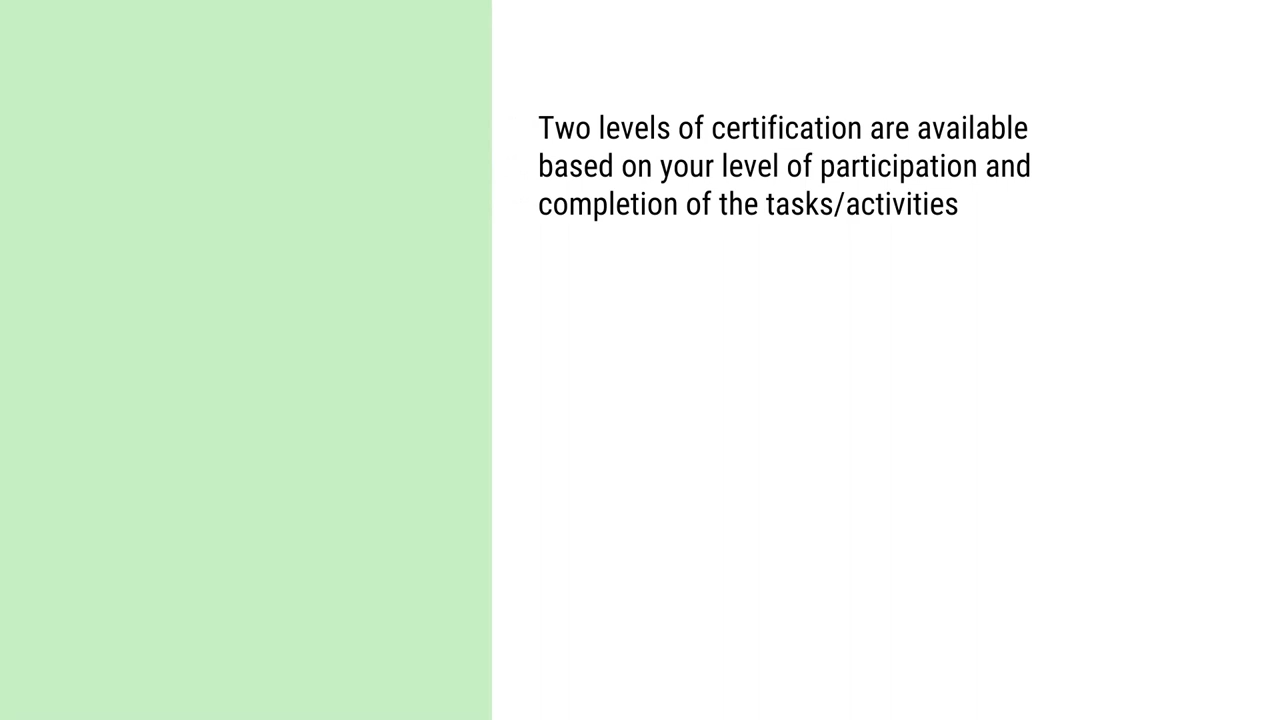 Two levels of certification are available
based on your level of participation and
completion of the tasks/activities